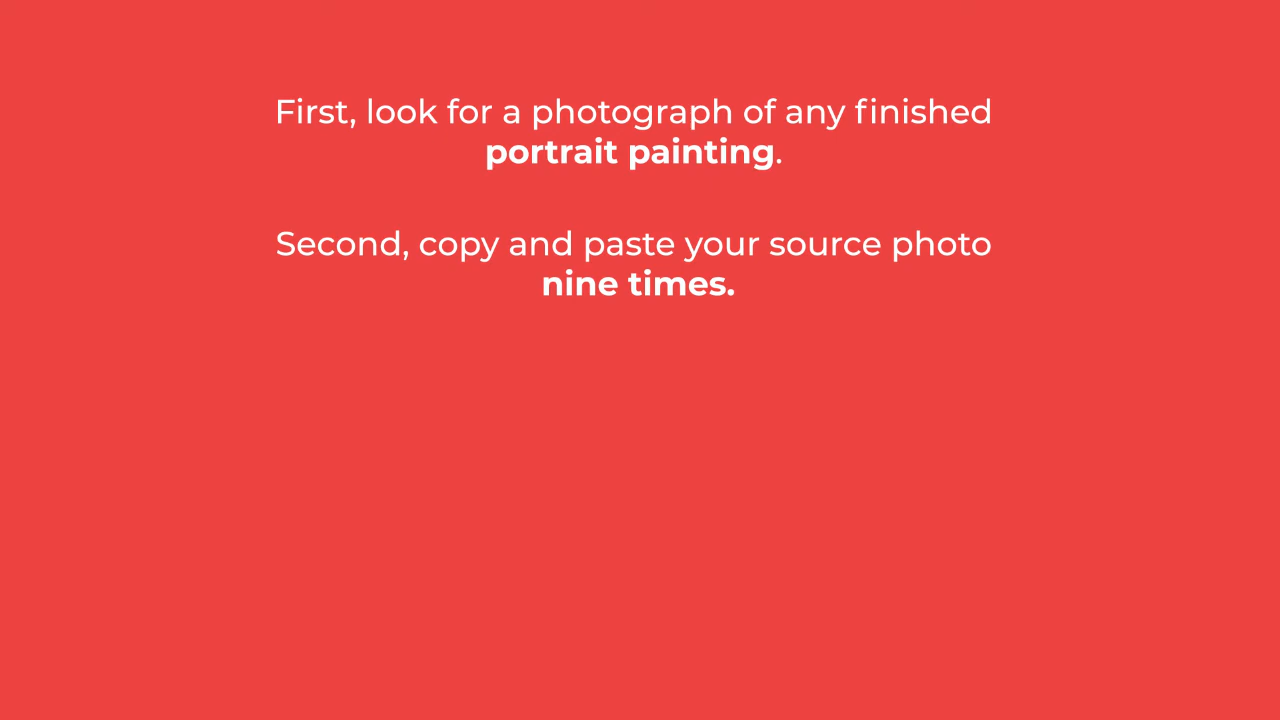 First, look for a photograph of any finished
portrait painting.
Second, copy and paste your source photo
nine times.